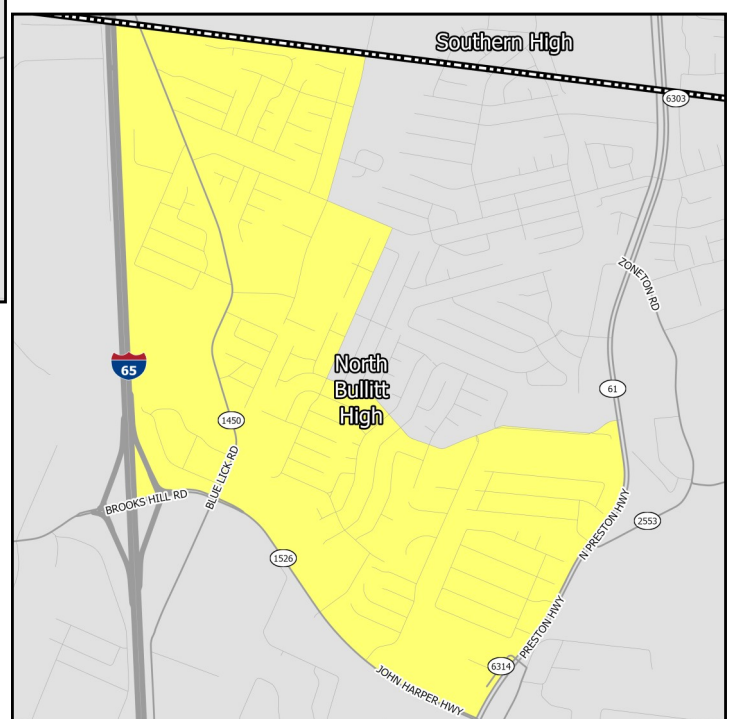 Southern High
6303
ZONETON RD
North
Bullitt
High
65
61
1450
BLUE LICK RD
BROOKS HILL RD
N PRESTON HWY
2553
1526
PRESTON HWY
6314
JOHN HARPER HWY